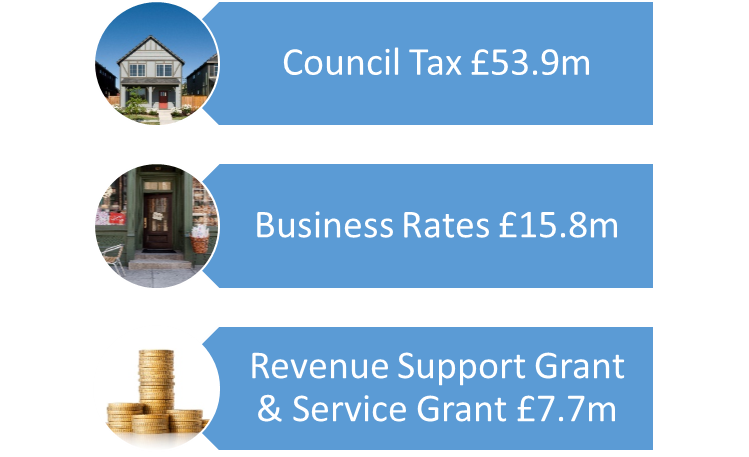 Council Tax £53.9m
Business Rates £15.8m
Revenue Support Grant
& Service Grant £7.7m